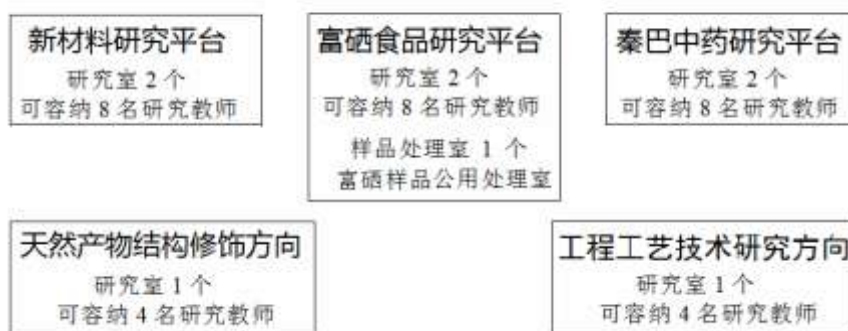 新材料研究平台
研究室 2 个
可容纳 8 名研究教师
富硒食品研究平台
研究室 2 个
可容纳 8 名研究教师
样品处理室 1 个
富硒样品公用处理室
秦巴中药研究平台
研究室 2 个
可容纳 8 名研究教师
天然产物结构修饰方向
研究室 1 个
可容纳 4 名研究教师
工程工艺技术研究方向
研究室 1 个
可容纳 4 名研究教师